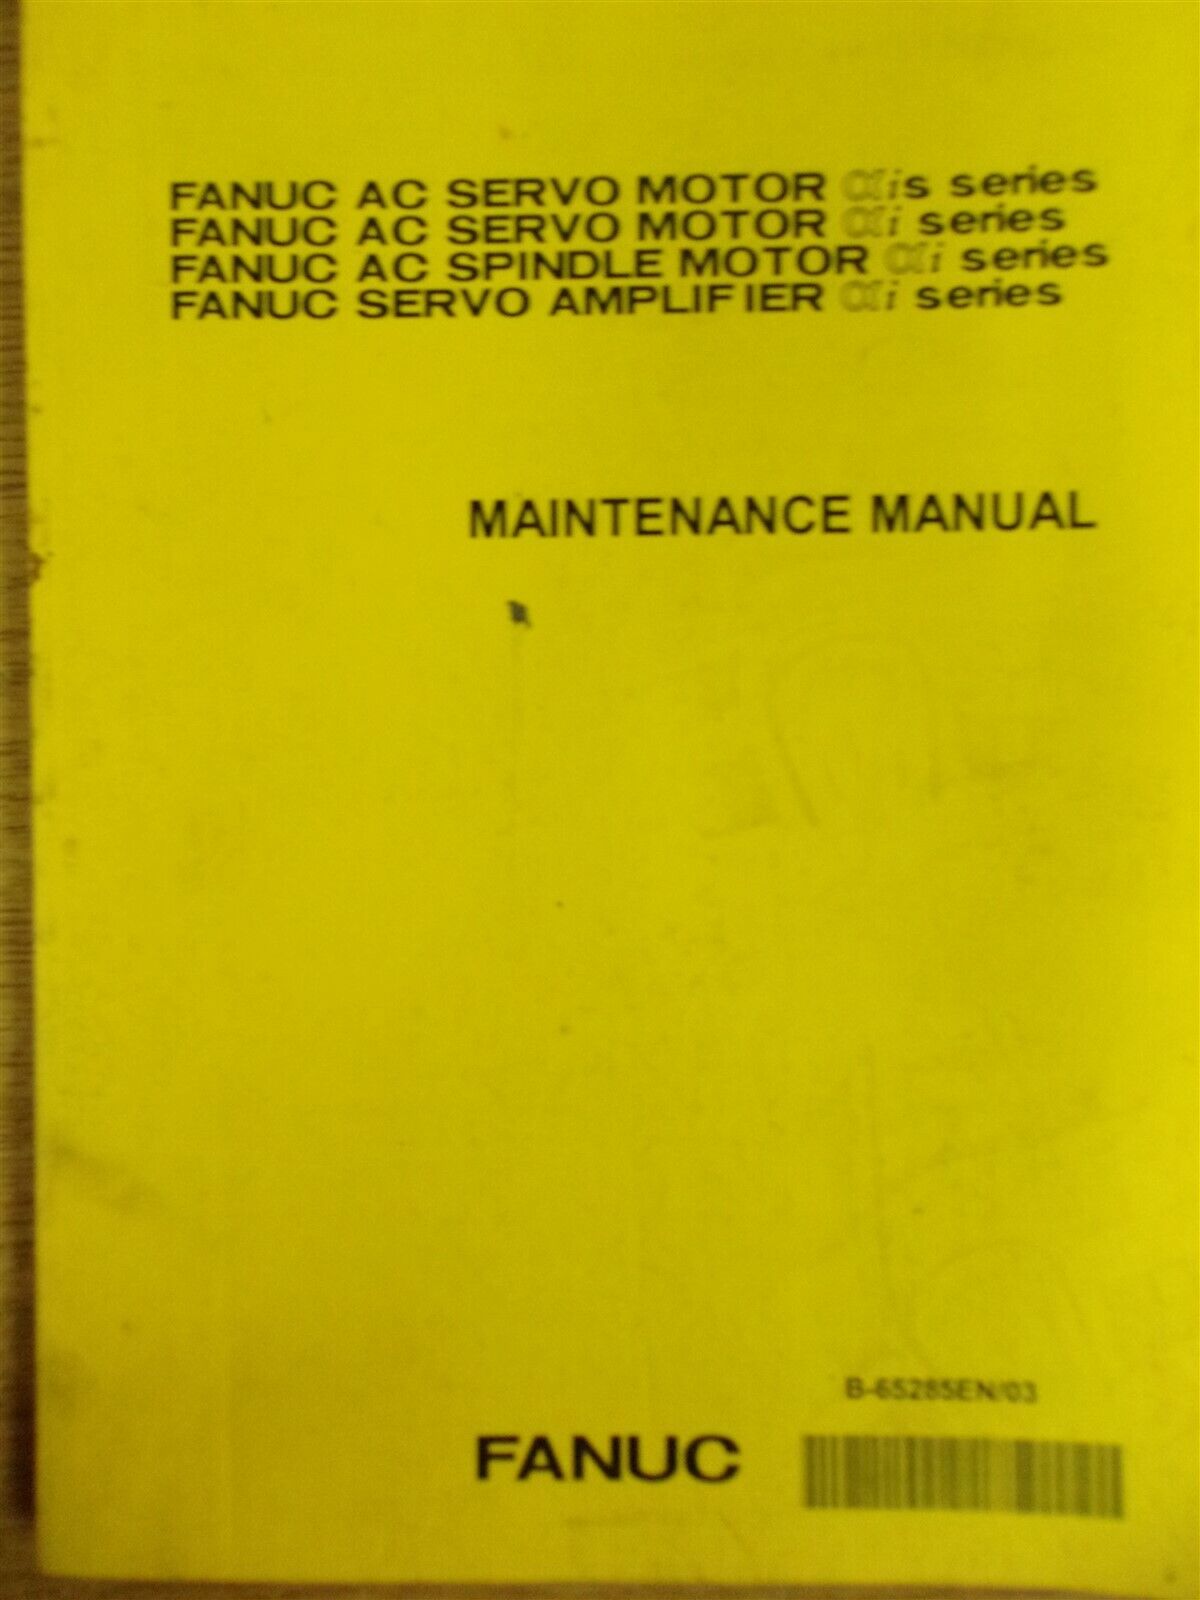 FANUC AC SERVO MOTOR αis series
FANUC AC SERVO MOTOR αi series
FANUC AC SPINDLE MOTOR αi series
FANUC SERVO AMPLIFIER αi series
MAINTENANCE MANUAL
B-65285EN/03
FANUC